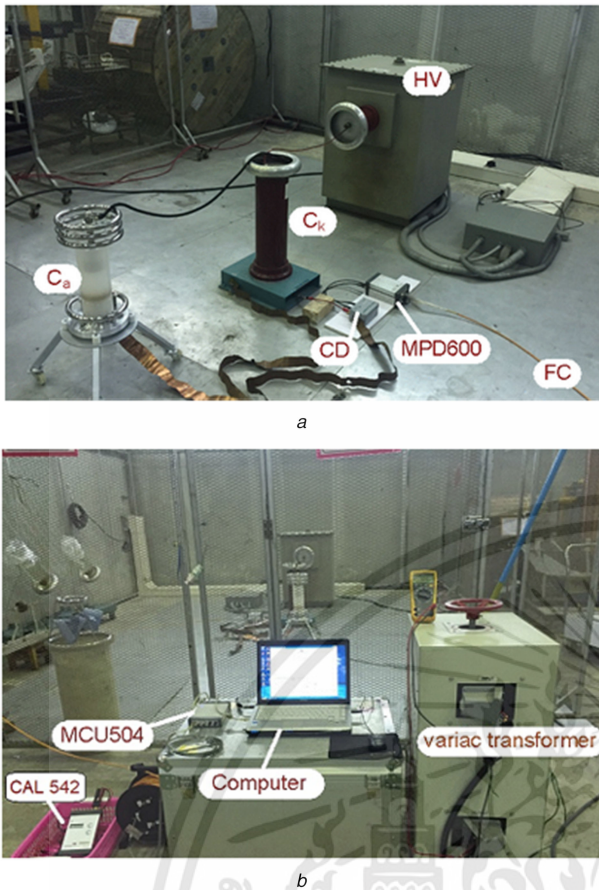 HV
Ck
Ca
CD
MPD600
FC
a
MCU504
variac transformer
Computer
CAL 542
b